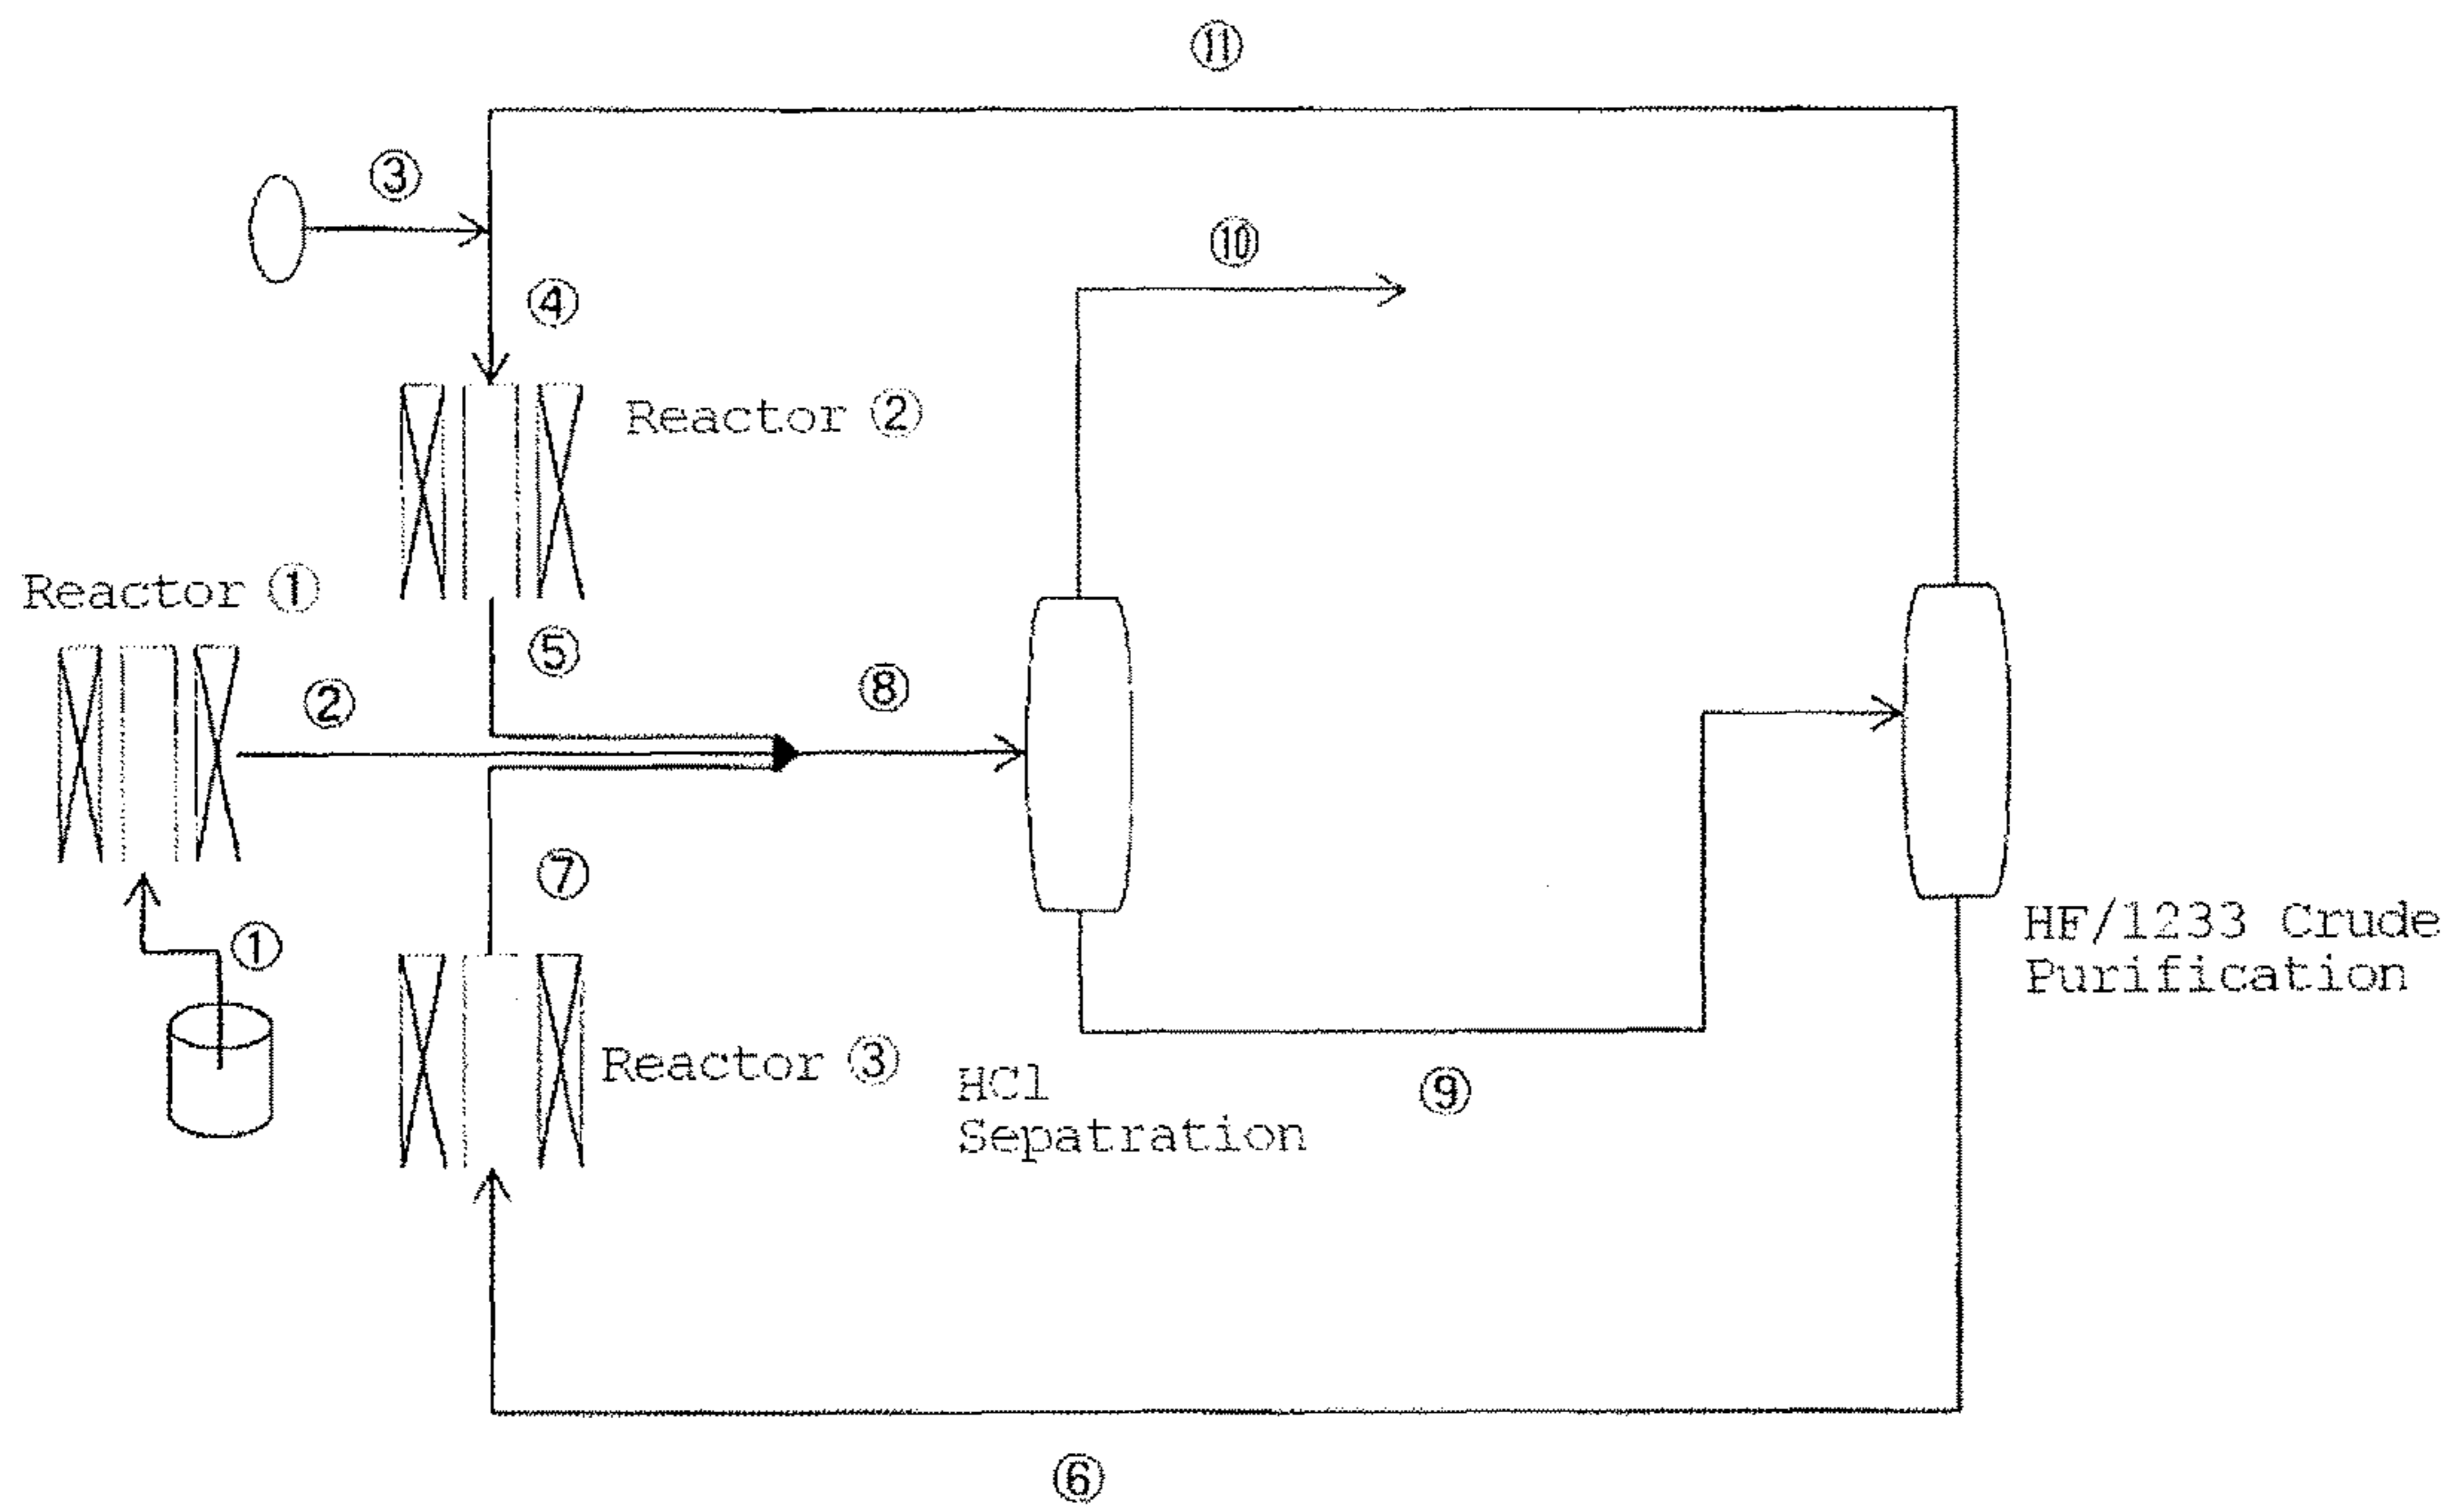 ⑪
③
⑩
④
Reactor ②
Reactor ①
⑤
②
⑧
⑦
①
HF/1233 Crude
Purification
Reactor ③
HCl
Sepatration
⑨
⑥